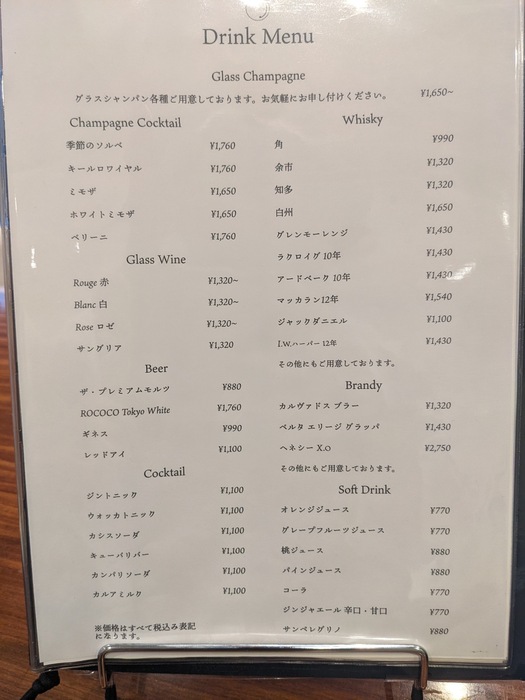 Drink Menu
Glass Champagne
グラスシャンパン各種ご用意しております。お気軽にお申し付けください。 ¥1,650~
Champagne Cocktail
季節のソルベ ¥1,760
キールロワイヤル ¥1,760
ミモザ ¥1,650
ホワイトミモザ ¥1,650
ベリーニ ¥1,760
Glass Wine
Rouge 赤 ¥1,320~
Blanc 白 ¥1,320~
Rose ロゼ ¥1,320~
サングリア ¥1,320
Beer
ザ・プレミアムモルツ ¥880
ROCOCO Tokyo White ¥1,760
ギネス ¥990
レッドアイ ¥1,100
Cocktail
ジントニック ¥1,100
ウォッカトニック ¥1,100
カシスソーダ ¥1,100
キューバリバー ¥1,100
カンパリソーダ ¥1,100
カルアミルク ¥1,100
※価格はすべて税込み表記
になります。
Whisky
角 ¥990
余市 ¥1,320
知多 ¥1,320
白州 ¥1,650
グレンモーレンジ ¥1,430
ラクロイグ 10年 ¥1,430
アードベーク 10年 ¥1,430
マッカラン12年 ¥1,540
ジャックダニエル ¥1,100
I.W.ハーパー 12年 ¥1,430
その他にもご用意しております。
Brandy
カルヴァドス ブラー ¥1,320
ベルタ エリージ グラッパ ¥1,430
ヘネシー X.O ¥2,750
その他にもご用意しております。
Soft Drink
オレンジジュース ¥770
グレープフルーツジュース ¥770
桃ジュース ¥880
パインジュース ¥880
コーラ ¥770
ジンジャエール 辛口・甘口 ¥770
サンペレグリノ ¥880